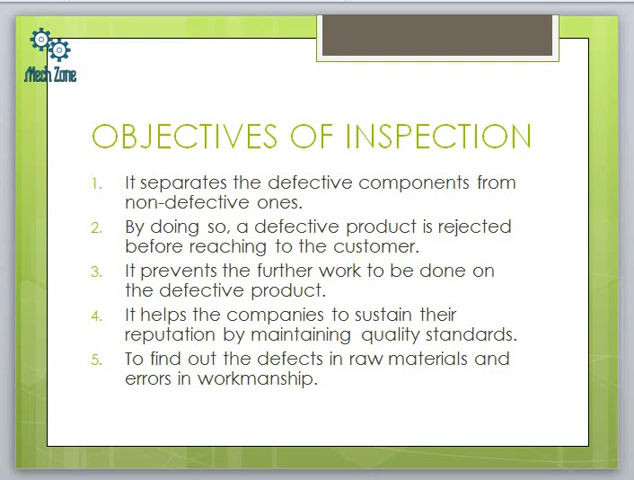 Mech Zone
OBJECTIVES OF INSPECTION
1. It separates the defective components from
non-defective ones.
2. By doing so, a defective product is rejected
before reaching to the customer.
3. It prevents the further work to be done on
the defective product.
4. It helps the companies to sustain their
reputation by maintaining quality standards.
5. To find out the defects in raw materials and
errors in workmanship.